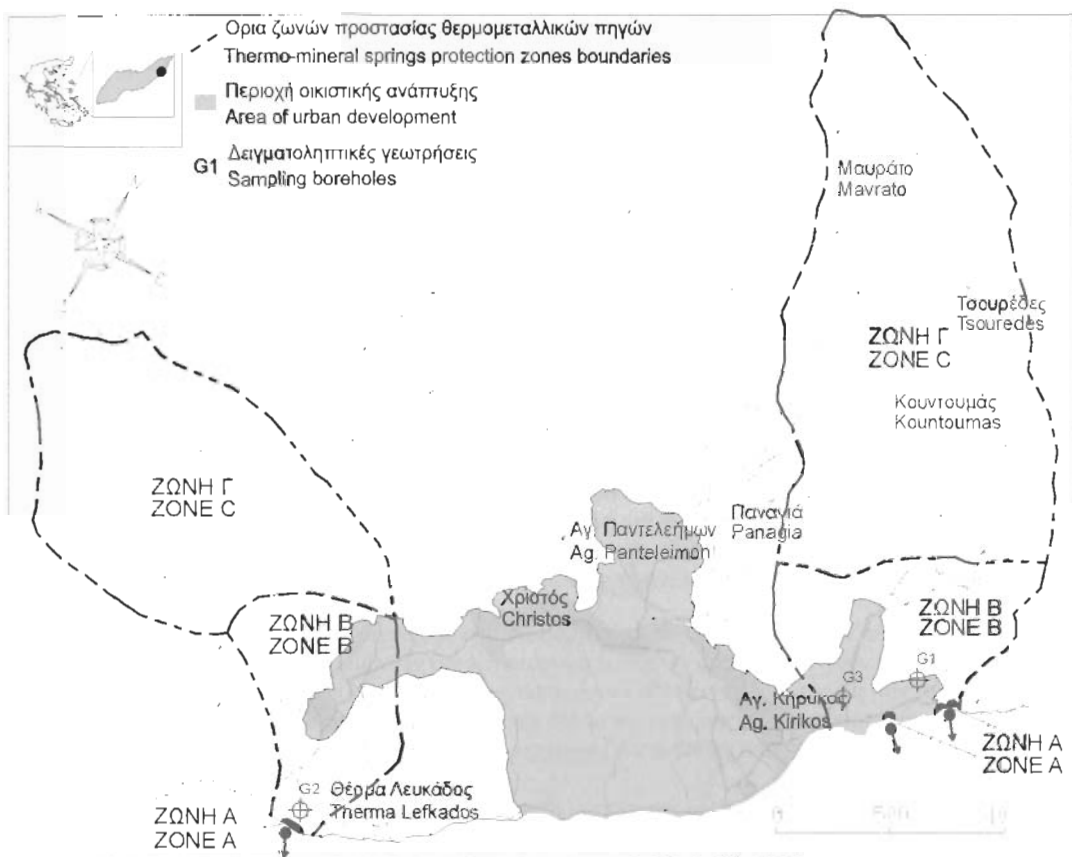 Ορια ζωνών προστασίας θερμομεταλλικών πηγών
Thermo-mineral springs protection zones boundaries
Περιοχή οικιστικής ανάπτυξης
Area of urban development
G1 Δειγματοληπτικές γεωτρήσεις
Sampling boreholes
Μαυράτο
Mavrato
Τσουρέδες
Tsouredes
ΖΩΝΗ Γ
ZONE C
Κουντουμάς
Kountoumas
ΖΩΝΗ Γ
ZONE C
Παναγιά
Panagia
Αγ. Παντελεήμων
Ag. Panteleimon
Χριστός
Christos
ΖΩΝΗ Β
ZONE B
ΖΩΝΗ Β
ZONE B
G1
G3
Αγ. Κήρυκος
Ag. Kirikos
ΖΩΝΗ Α
ZONE A
G2
Θέρμα Λευκάδος
Therma Lefkados
ΖΩΝΗ Α
ZONE A
0 500